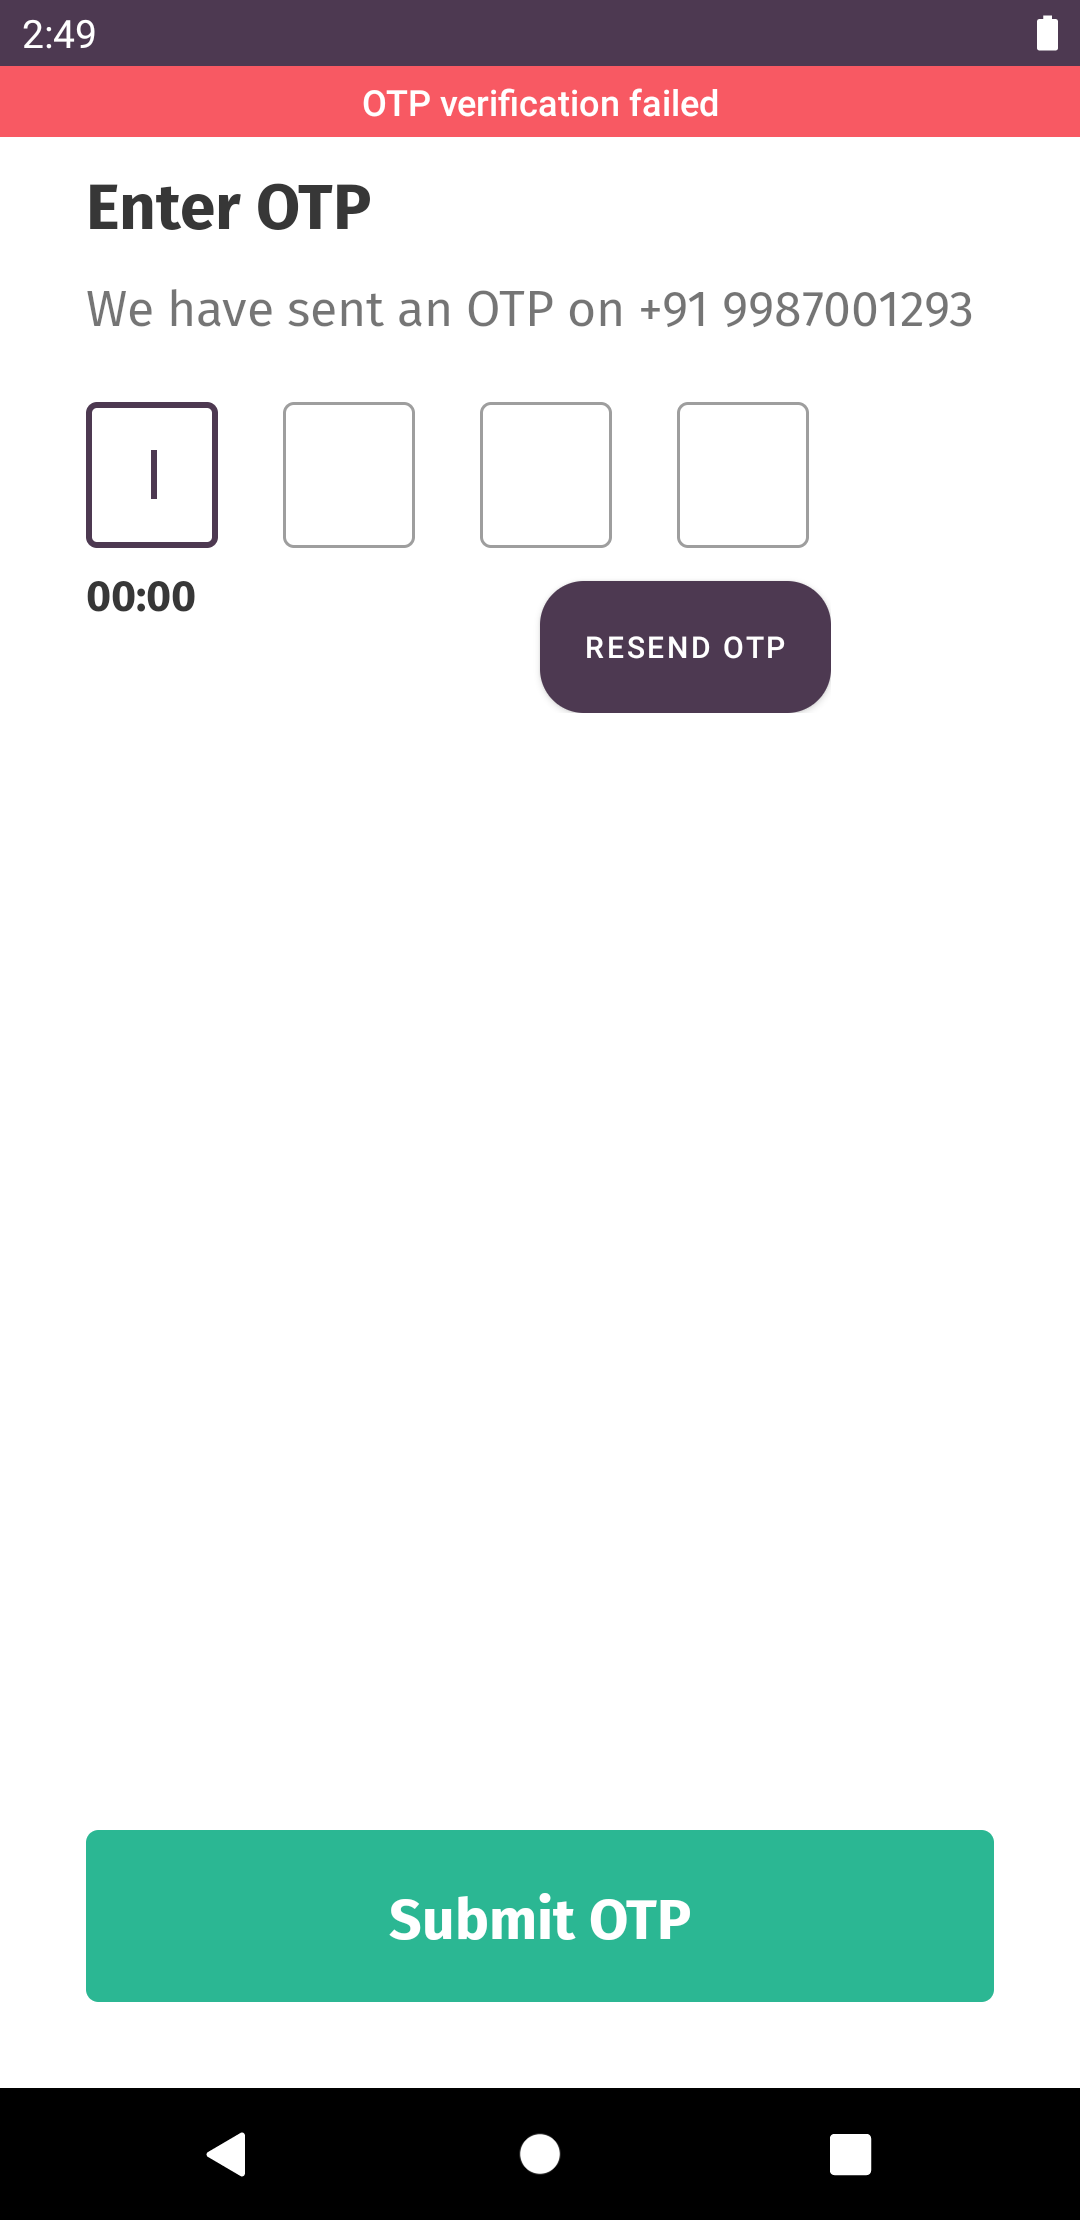 2:49
OTP verification failed
Enter OTP
We have sent an OTP on +91 9987001293
00:00
RESEND OTP
Submit OTP